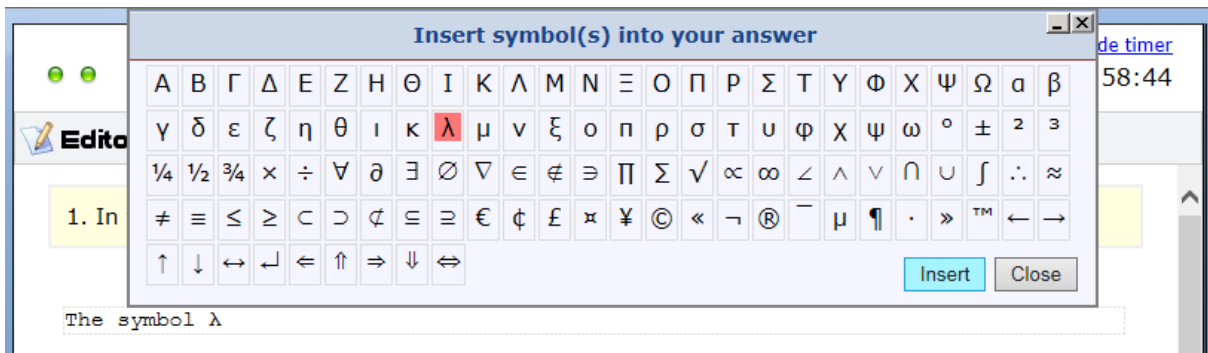 Insert symbol(s) into your answer
de timer
58:44
Α Β Γ Δ Ε Ζ Η Θ Ι Κ Λ Μ Ν Ξ Ο Π Ρ Σ Τ Υ Φ Χ Ψ Ω α β
γ δ ε ζ η θ ι κ λ μ ν ξ ο π ρ σ τ υ φ χ ψ ω ° ± ² ³
¼ ½ ¾ × ÷ ∀ ∂ ∃ ∅ ∇ ∈ ∉ ∋ ∏ ∑ √ ∝ ∞ ∠ ∧ ∨ ∩ ∪ ∫ ∴ ≈
≠ ≡ ≤ ≥ ⊂ ⊃ ⊄ ⊆ ⊇ € ¢ £ ¤ ¥ © « ¬ ® ¯ µ ¶ · » ™ ← →
↑ ↓ ↔ ↵ ⇐ ⇑ ⇒ ⇓ ⇔
Insert Close
Edito
1. In
The symbol λ